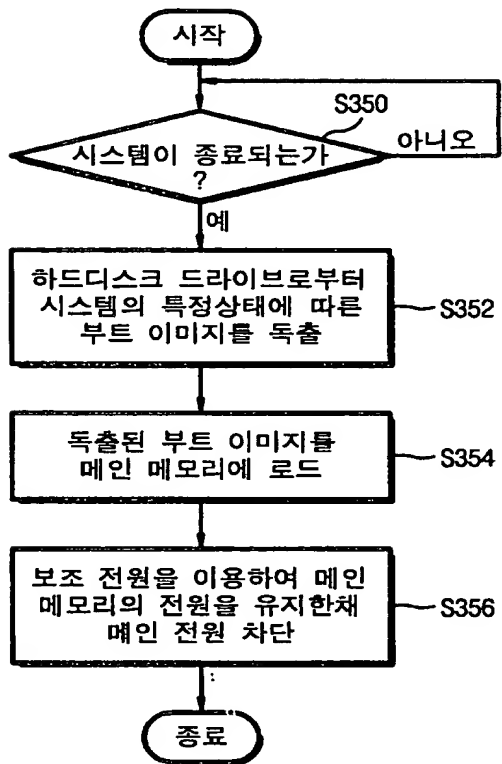 시작
S350
시스템이 종료되는가
?
아니오
예
하드디스크 드라이브로부터
시스템의 특정상태에 따른
부트 이미지를 독출
S352
독출된 부트 이미지를
메인 메모리에 로드
S354
보조 전원을 이용하여 메인
메모리의 전원을 유지한채
메인 전원 차단
S356
종료